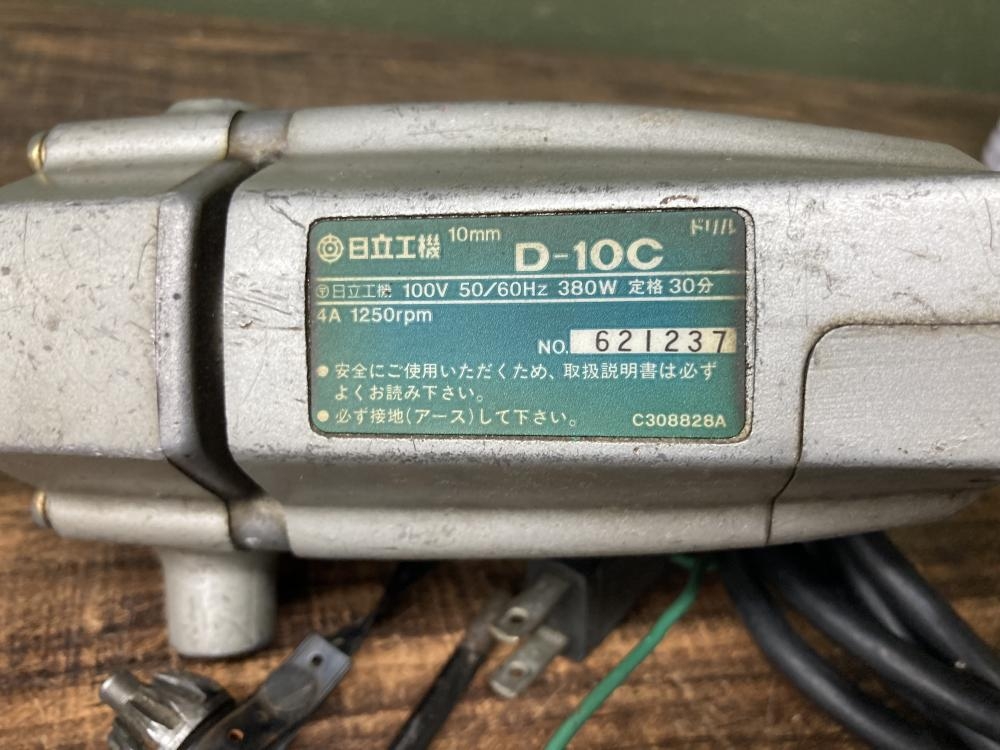 日立工機 10mm D-10C ドリル
〒日立工機 100V 50/60Hz 380W 定格 30分
4A 1250rpm
NO. 621237
● 安全にご使用いただくため、取扱説明書は必ず
よくお読み下さい。
● 必ず接地(アース)して下さい。 C308828A